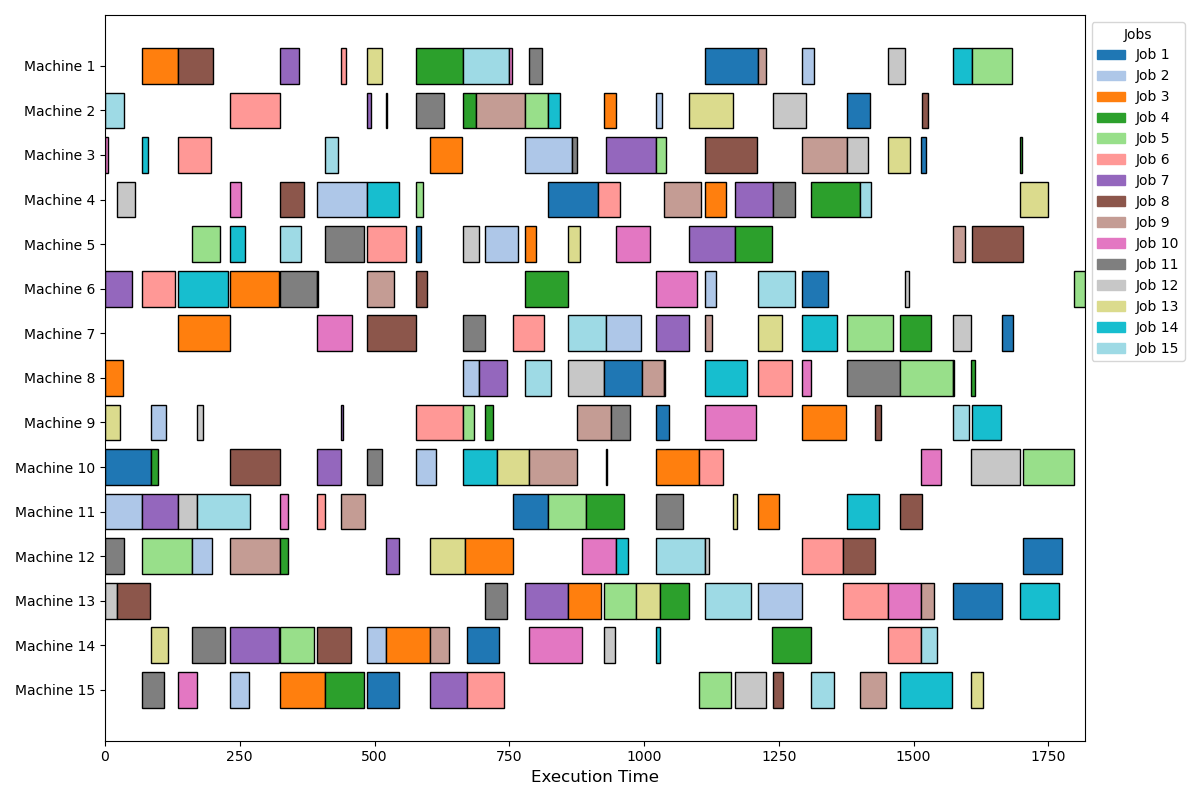 Machine 1
Machine 2
Machine 3
Machine 4
Machine 5
Machine 6
Machine 7
Machine 8
Machine 9
Machine 10
Machine 11
Machine 12
Machine 13
Machine 14
Machine 15
0 250 500 750 1000 1250 1500 1750
Execution Time
Jobs
Job 1
Job 2
Job 3
Job 4
Job 5
Job 6
Job 7
Job 8
Job 9
Job 10
Job 11
Job 12
Job 13
Job 14
Job 15